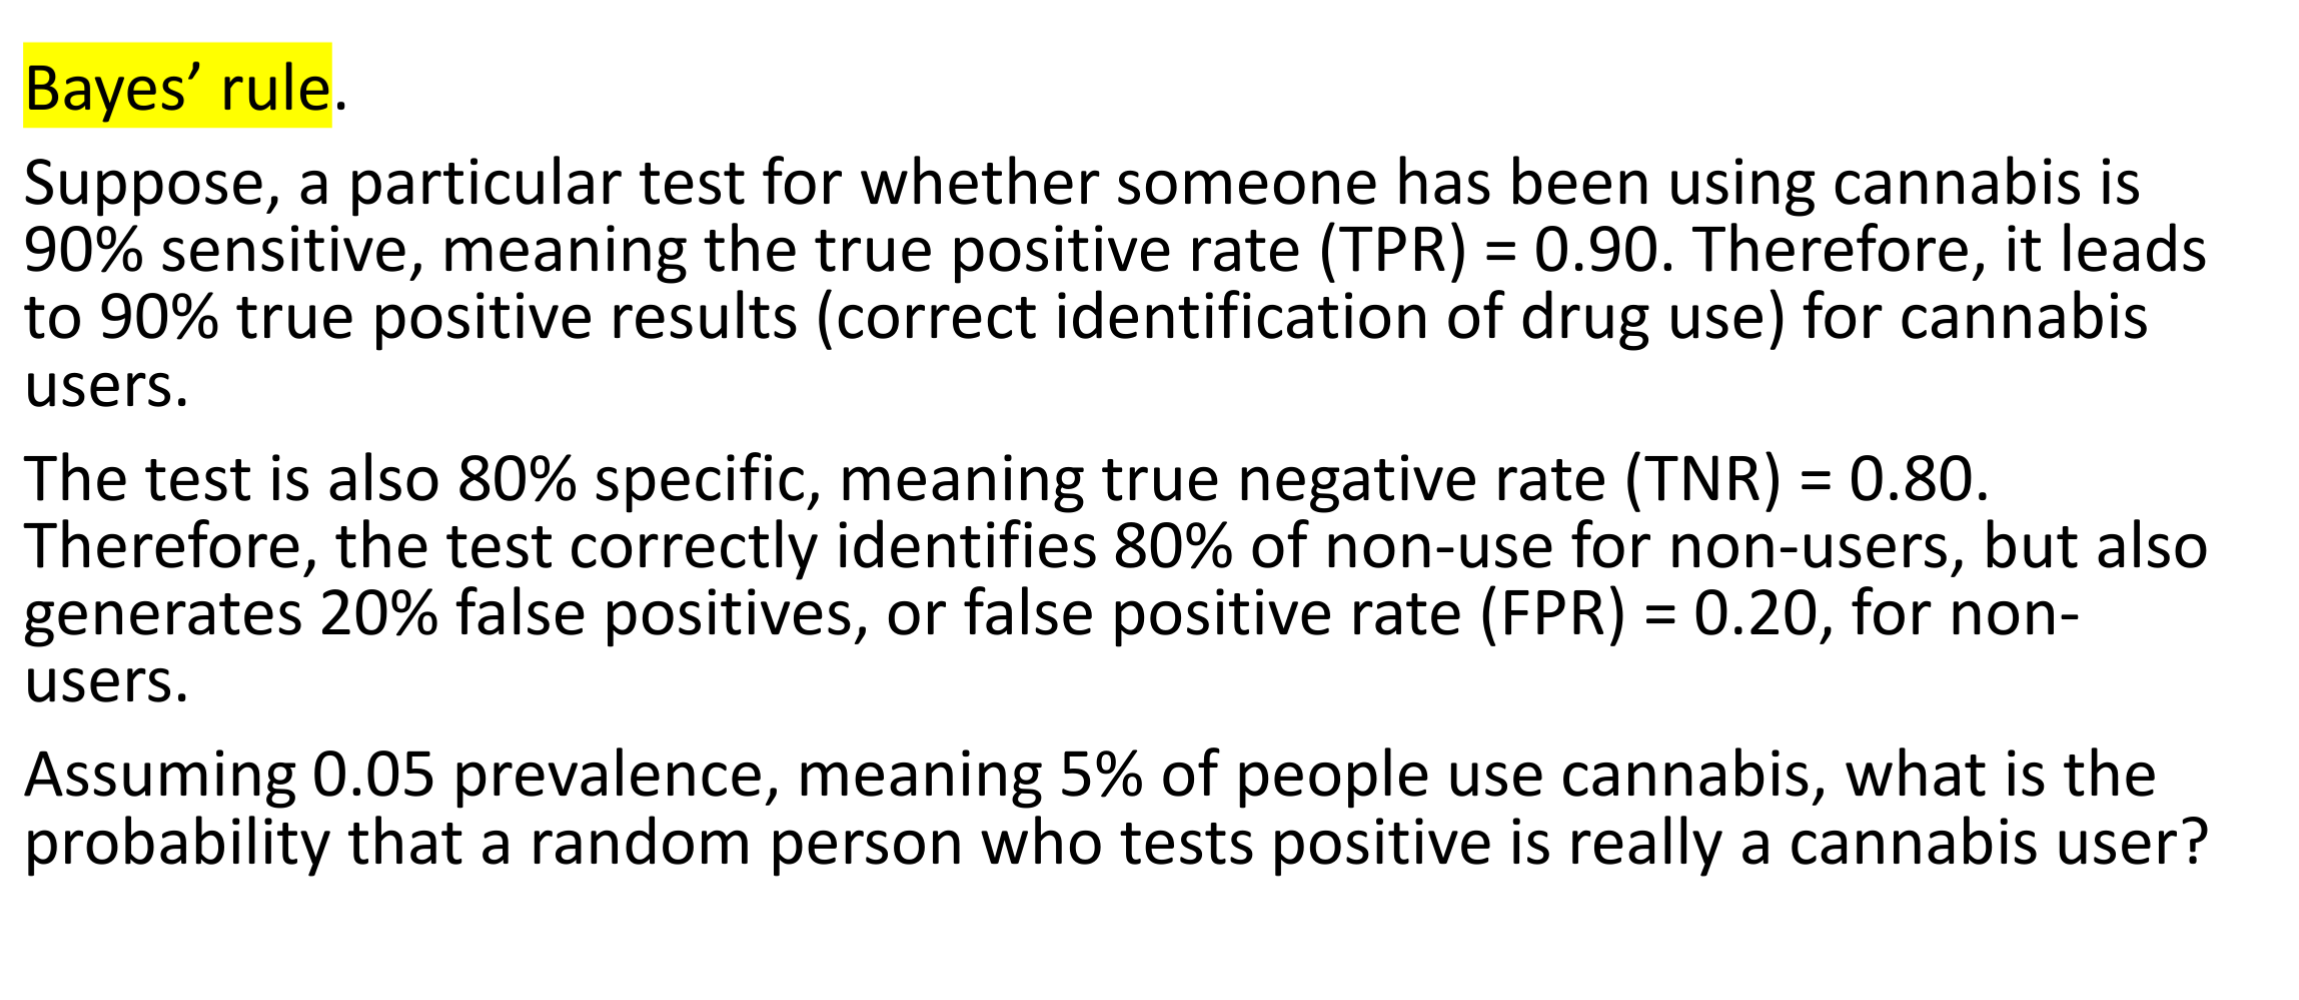 Bayes’ rule.
Suppose, a particular test for whether someone has been using cannabis is
90% sensitive, meaning the true positive rate (TPR) = 0.90. Therefore, it leads
to 90% true positive results (correct identification of drug use) for cannabis
users.
The test is also 80% specific, meaning true negative rate (TNR) = 0.80.
Therefore, the test correctly identifies 80% of non-use for non-users, but also
generates 20% false positives, or false positive rate (FPR) = 0.20, for non-
users.
Assuming 0.05 prevalence, meaning 5% of people use cannabis, what is the
probability that a random person who tests positive is really a cannabis user?